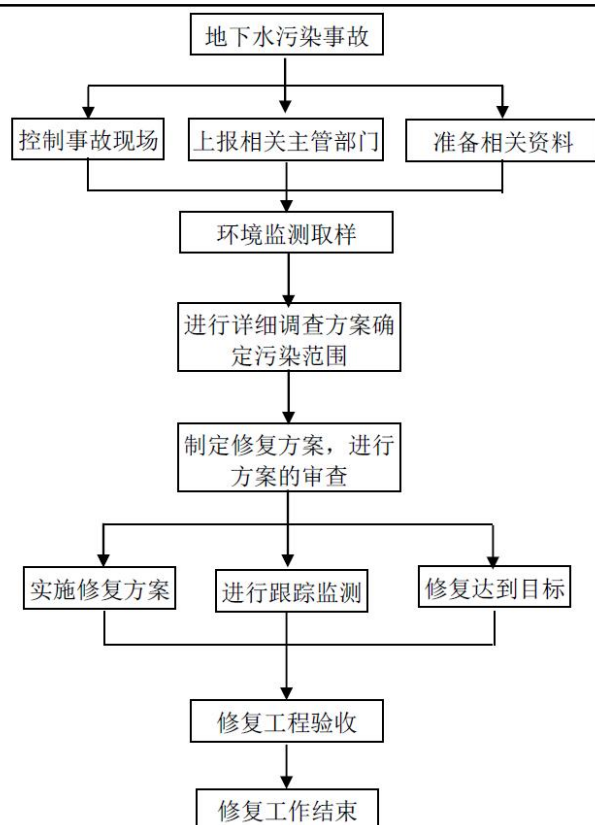 地下水污染事故
控制事故现场
上报相关主管部门
准备相关资料
环境监测取样
进行详细调查方案确
定污染范围
制定修复方案，进行
方案的审查
实施修复方案
进行跟踪监测
修复达到目标
修复工程验收
修复工作结束